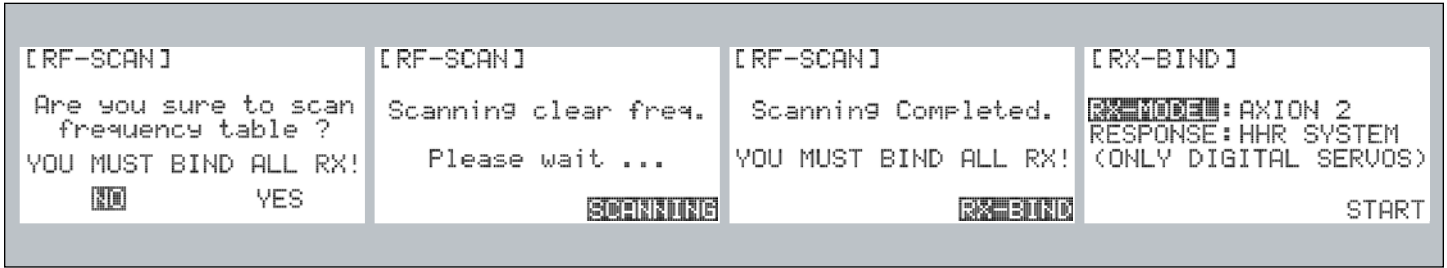 [RF-SCAN]
Are you sure to scan
frequency table ?
YOU MUST BIND ALL RX!
NO YES
[RF-SCAN]
Scanning clear freq.
Please wait ...
SCANNING
[RF-SCAN]
Scanning Completed.
YOU MUST BIND ALL RX!
RX-BIND
[RX-BIND]
RX-MODEL:AXION 2
RESPONSE:HHR SYSTEM
(ONLY DIGITAL SERVOS)
START